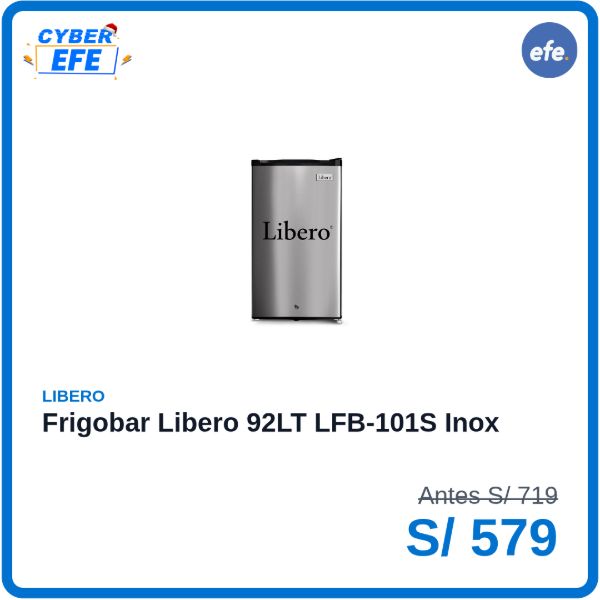 CYBER
EFE
efe.
Libero
Libero
LIBERO
Frigobar Libero 92LT LFB-101S Inox
Antes S/ 719
S/ 579